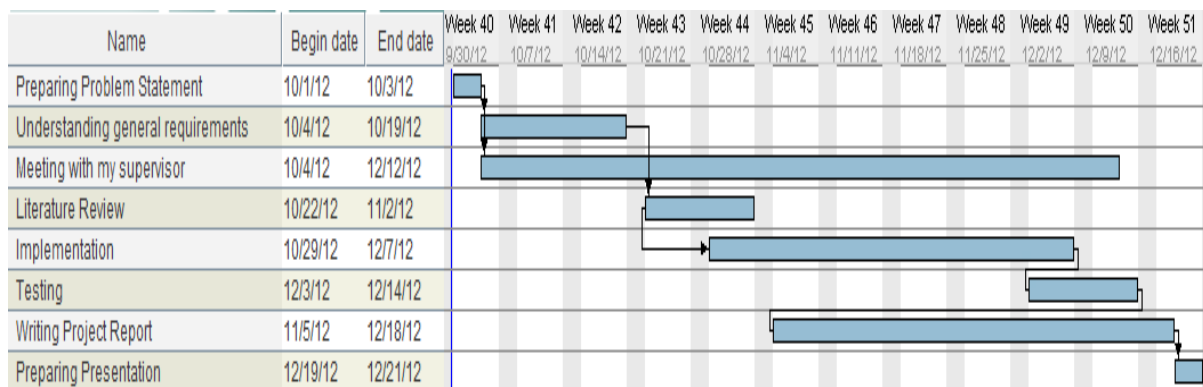 Name Begin date End date Week 40 Week 41 Week 42 Week 43 Week 44 Week 45 Week 46 Week 47 Week 48 Week 49 Week 50 Week 51
9/30/12 10/7/12 10/14/12 10/21/12 10/28/12 11/4/12 11/11/12 11/18/12 11/25/12 12/2/12 12/9/12 12/16/12
Preparing Problem Statement 10/1/12 10/3/12
Understanding general requirements 10/4/12 10/19/12
Meeting with my supervisor 10/4/12 12/12/12
Literature Review 10/22/12 11/2/12
Implementation 10/29/12 12/7/12
Testing 12/3/12 12/14/12
Writing Project Report 11/5/12 12/18/12
Preparing Presentation 12/19/12 12/21/12